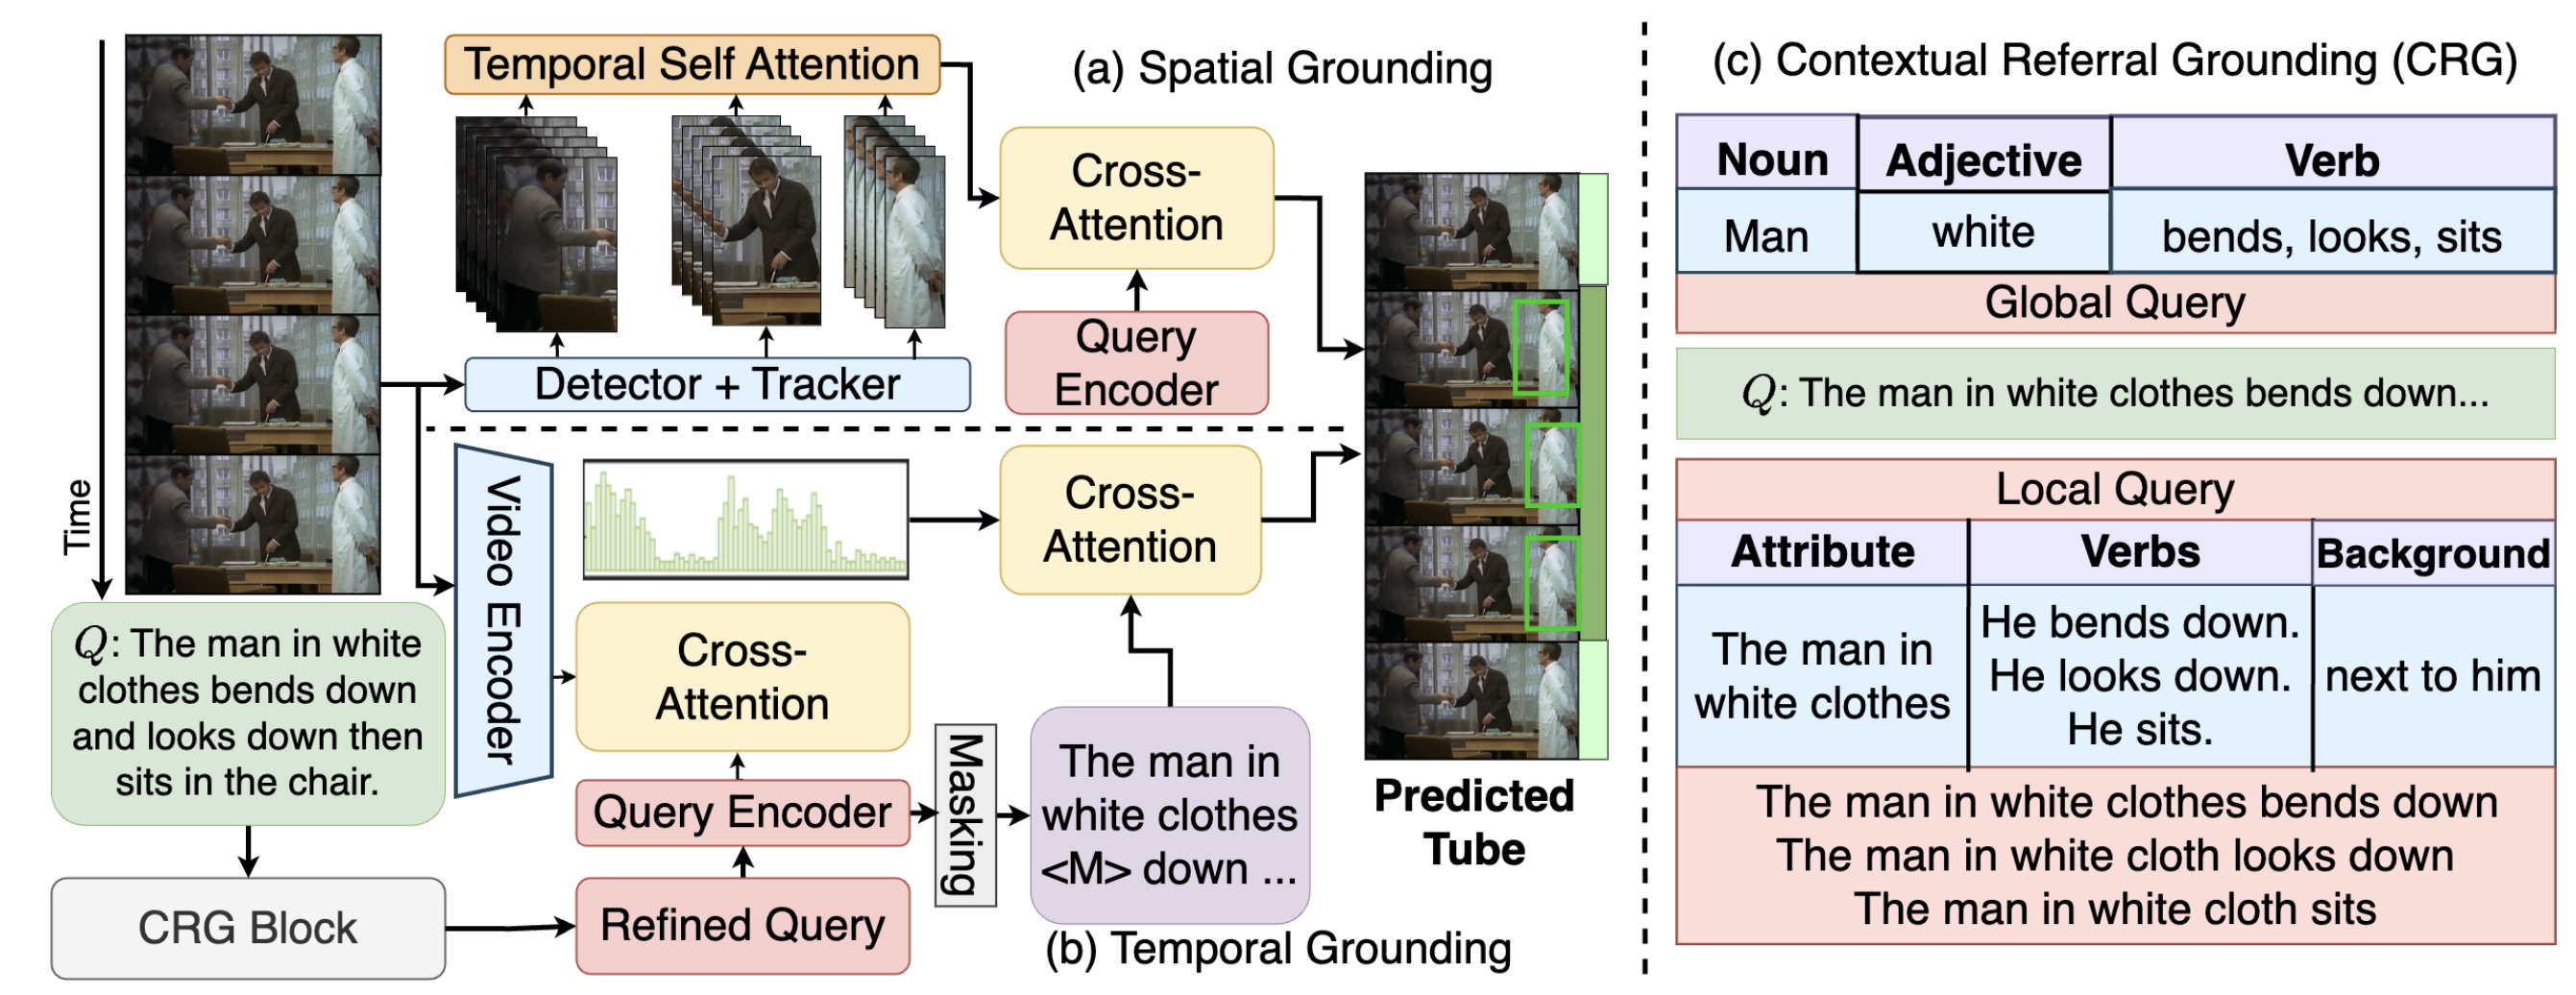 Time
Q: The man in white
clothes bends down
and looks down then
sits in the chair.
CRG Block
Temporal Self Attention
(a) Spatial Grounding
Detector + Tracker
Cross-
Attention
Query
Encoder
Video Encoder
Cross-
Attention
Cross-
Attention
Query Encoder
Refined Query
Masking
The man in
white clothes
<M> down ...
(b) Temporal Grounding
Predicted
Tube
(c) Contextual Referral Grounding (CRG)
Noun Adjective Verb
Man white bends, looks, sits
Global Query
Q: The man in white clothes bends down...
Local Query
Attribute Verbs Background
The man in
white clothes
He bends down.
He looks down.
He sits.
next to him
The man in white clothes bends down
The man in white cloth looks down
The man in white cloth sits